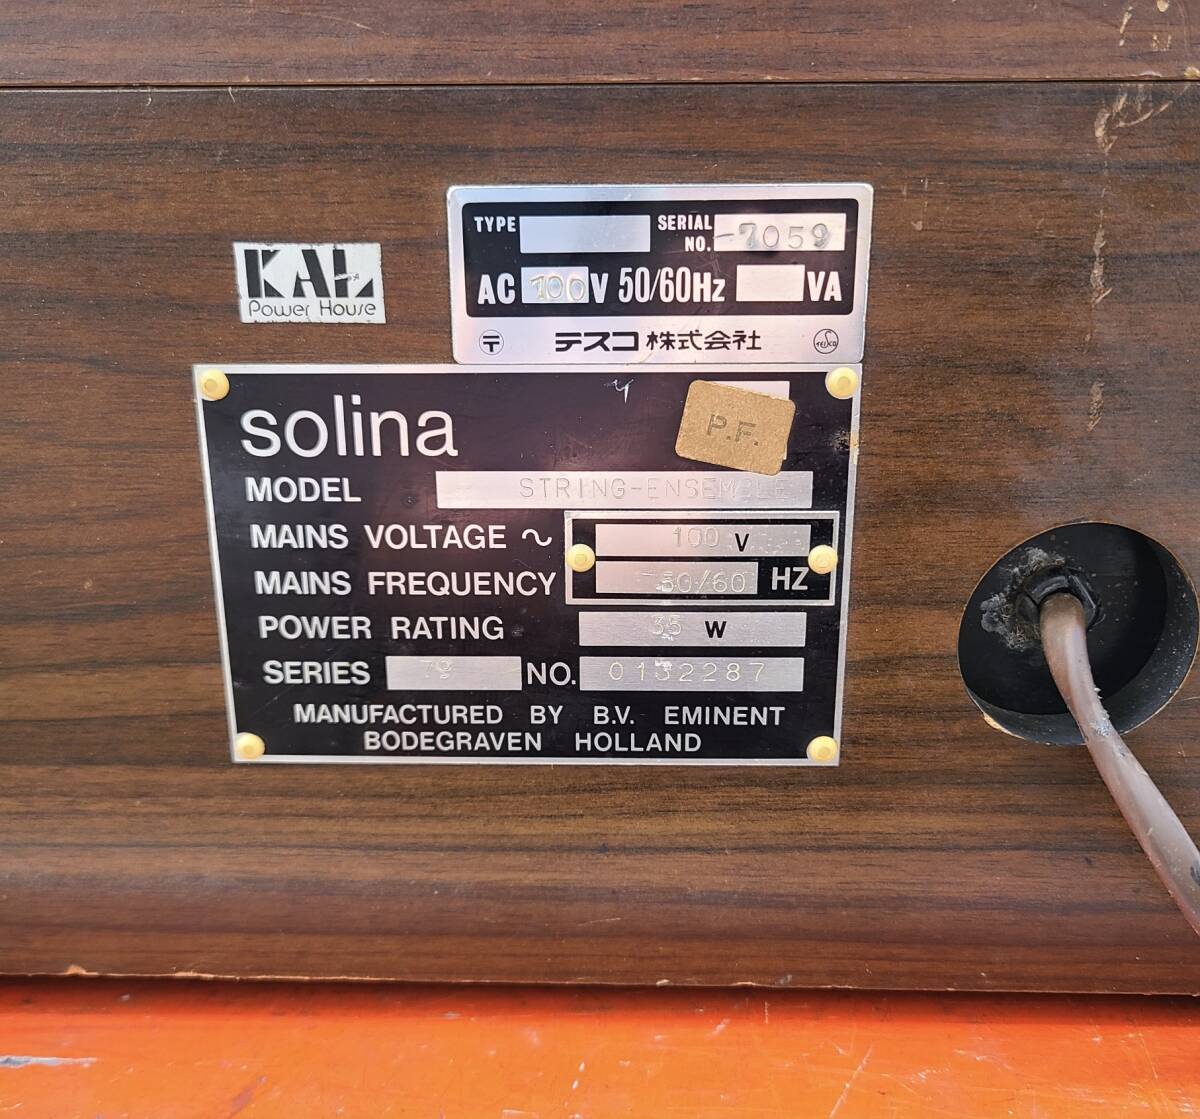 KAL
Power House
TYPE SERIAL NO. -7059
AC 100V 50/60Hz VA
〒 テスコ株式会社 TEISCO
solina
P.F.
MODEL STRING-ENSEMBLE
MAINS VOLTAGE ~ 100 V
MAINS FREQUENCY 50/60 HZ
POWER RATING 35 W
SERIES NO. 0132287
MANUFACTURED BY B.V. EMINENT
BODEGRAVEN HOLLAND